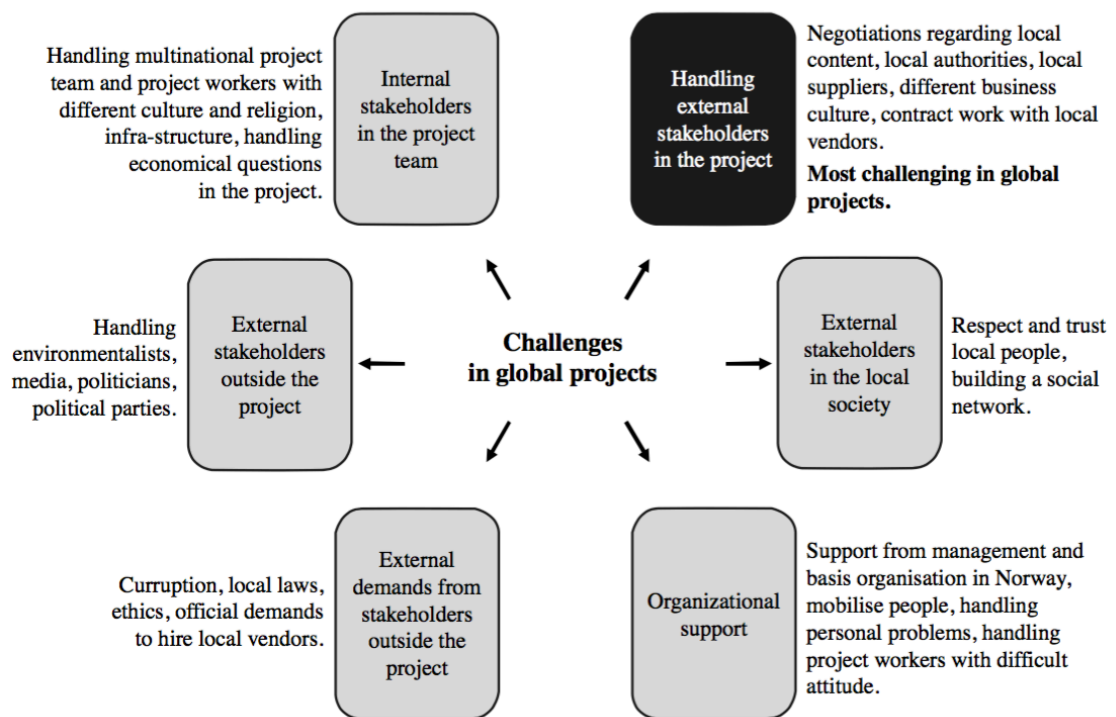 Handling multinational project
team and project workers with
different culture and religion,
infra-structure, handling
economical questions
in the project.
Internal
stakeholders
in the project
team
Handling
external
stakeholders
in the project
Negotiations regarding local
content, local authorities, local
suppliers, different business
culture, contract work with local
vendors.
Most challenging in global
projects.
Handling
environmentalists,
media, politicians,
political parties.
External
stakeholders
outside the
project
Challenges
in global projects
External
stakeholders
in the local
society
Respect and trust
local people,
building a social
network.
Curruption, local laws,
ethics, official demands
to hire local vendors.
External
demands from
stakeholders
outside the
project
Organizational
support
Support from management and
basis organisation in Norway,
mobilise people, handling
personal problems, handling
project workers with difficult
attitude.